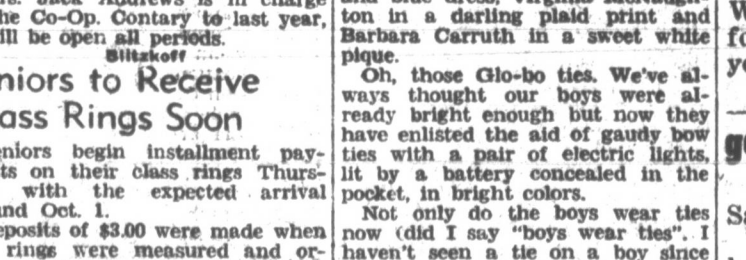 he Co-Op. Contary to last year,
ill be open all periods.
Blitzkoff
niors to Receive
ass Rings Soon
eniors begin installment pay-
ts on their class rings Thurs-
with the expected arrival
und Oct. 1.
eposits of $3.00 were made when
rings were measured and or-
ton in a darling plaid print and
Barbara Carruth in a sweet white
pique.
Oh, those Glo-bo ties. We've al-
ways thought our boys were al-
ready bright enough but now they
have enlisted the aid of gaudy bow
ties with a pair of electric lights,
lit by a battery concealed in the
pocket, in bright colors.
Not only do the boys wear ties
now (did I say "boys wear ties". I
haven't seen a tie on a boy since